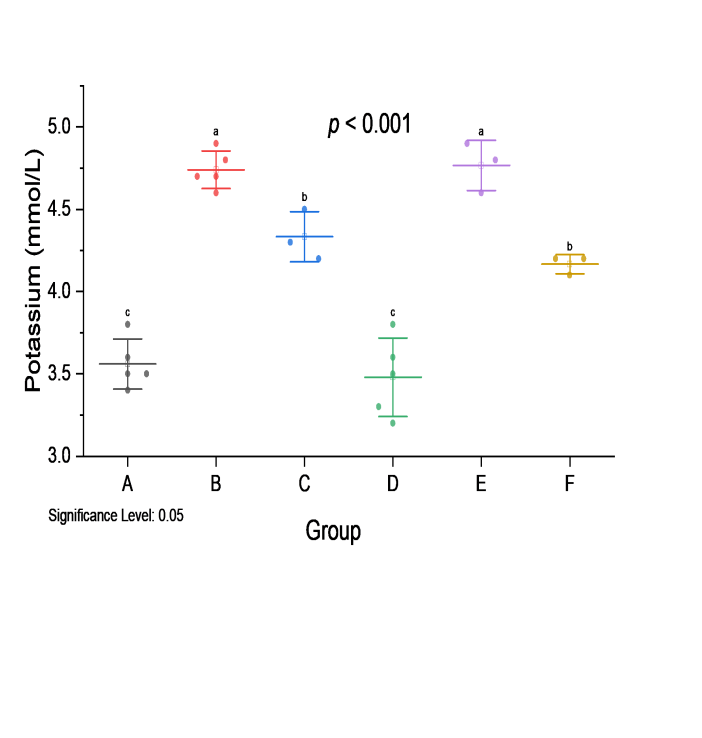 p < 0.001
a
a
b
b
c
c
Potassium (mmol/L)
5.0
4.5
4.0
3.5
3.0
A B C D E F
Significance Level: 0.05
Group